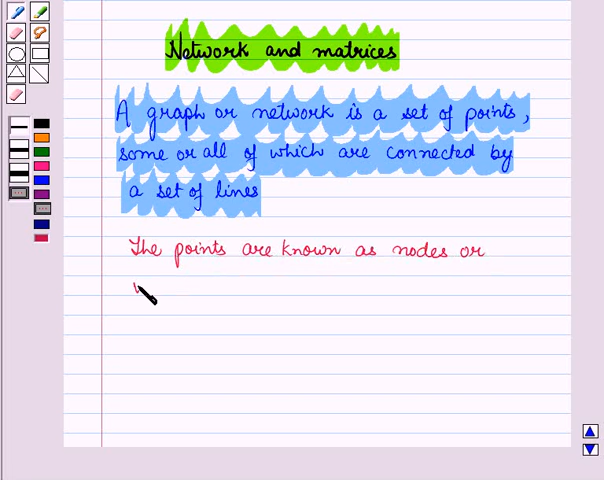 Network and matrices
A graph or network is a set of points,
some or all of which are connected by
a set of lines
The points are known as nodes or